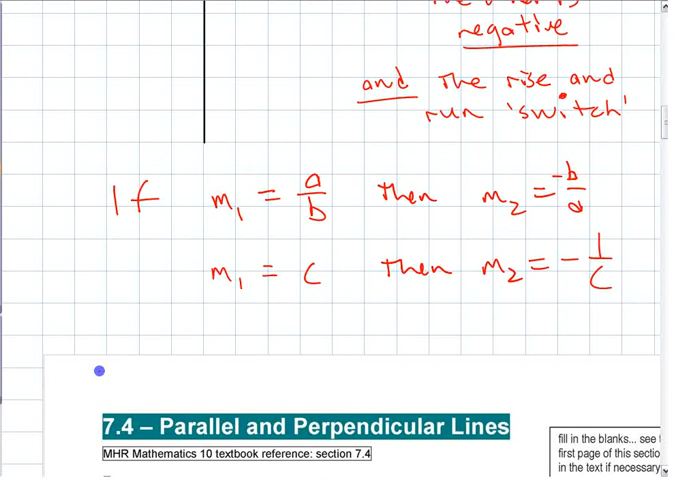 negative
and the rise and
run 'switch'
If m₁ = a/b then m₂ = -b/a
m₁ = c then m₂ = - 1/c
7.4 – Parallel and Perpendicular Lines
MHR Mathematics 10 textbook reference: section 7.4
fill in the blanks... see
first page of this sectio
in the text if necessary